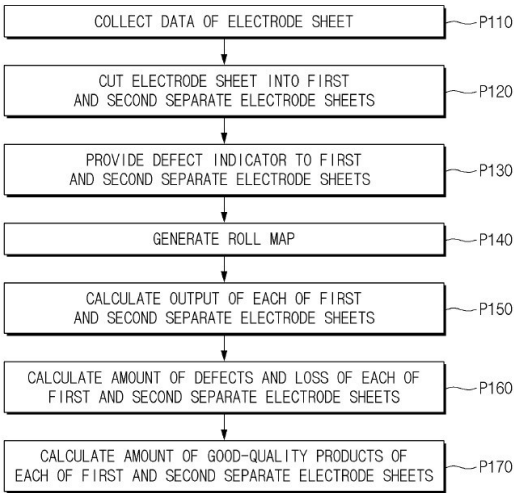 COLLECT DATA OF ELECTRODE SHEET
P110
CUT ELECTRODE SHEET INTO FIRST
AND SECOND SEPARATE ELECTRODE SHEETS
P120
PROVIDE DEFECT INDICATOR TO FIRST
AND SECOND SEPARATE ELECTRODE SHEETS
P130
GENERATE ROLL MAP
P140
CALCULATE OUTPUT OF EACH OF FIRST
AND SECOND SEPARATE ELECTRODE SHEETS
P150
CALCULATE AMOUNT OF DEFECTS AND LOSS OF EACH OF
FIRST AND SECOND SEPARATE ELECTRODE SHEETS
P160
CALCULATE AMOUNT OF GOOD-QUALITY PRODUCTS OF
EACH OF FIRST AND SECOND SEPARATE ELECTRODE SHEETS
P170